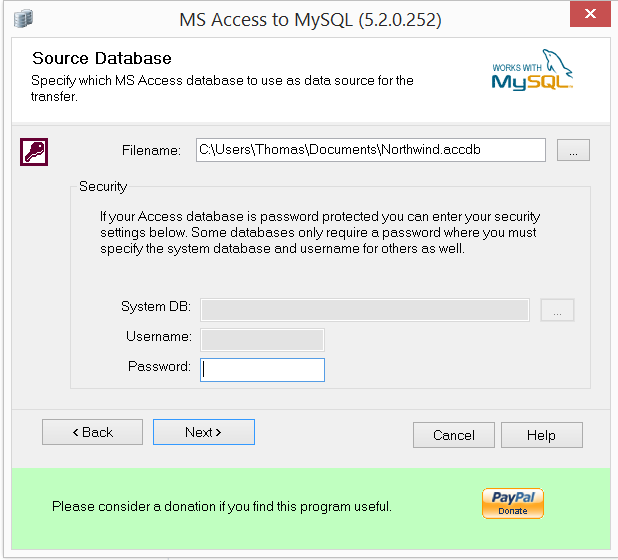 MS Access to MySQL (5.2.0.252)
Source Database
Specify which MS Access database to use as data source for the
transfer.
WORKS WITH
MySQL
Filename: C:\Users\Thomas\Documents\Northwind.accdb ...
Security
If your Access database is password protected you can enter your security
settings below. Some databases only require a password where you must
specify the system database and username for others as well.
System DB: ...
Username:
Password:
< Back Next > Cancel Help
Please consider a donation if you find this program useful.
PayPal
Donate